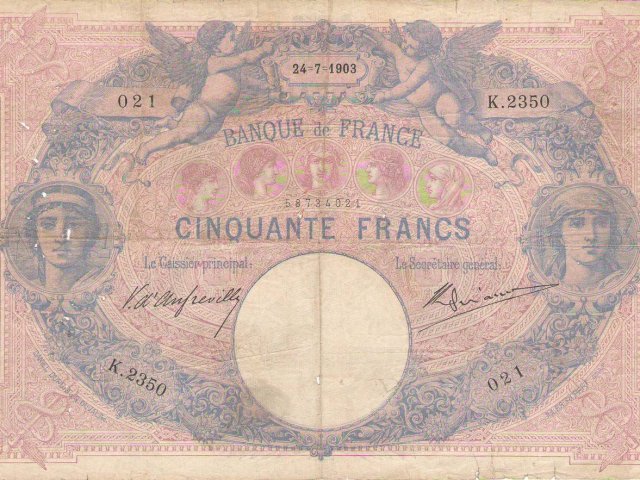 24=7=1903
021
K.2350
BANQUE de FRANCE
58734021
CINQUANTE FRANCS
Le Caissier principal:
Le Secrétaire général:
V. d'Anfreville
K.2350
021